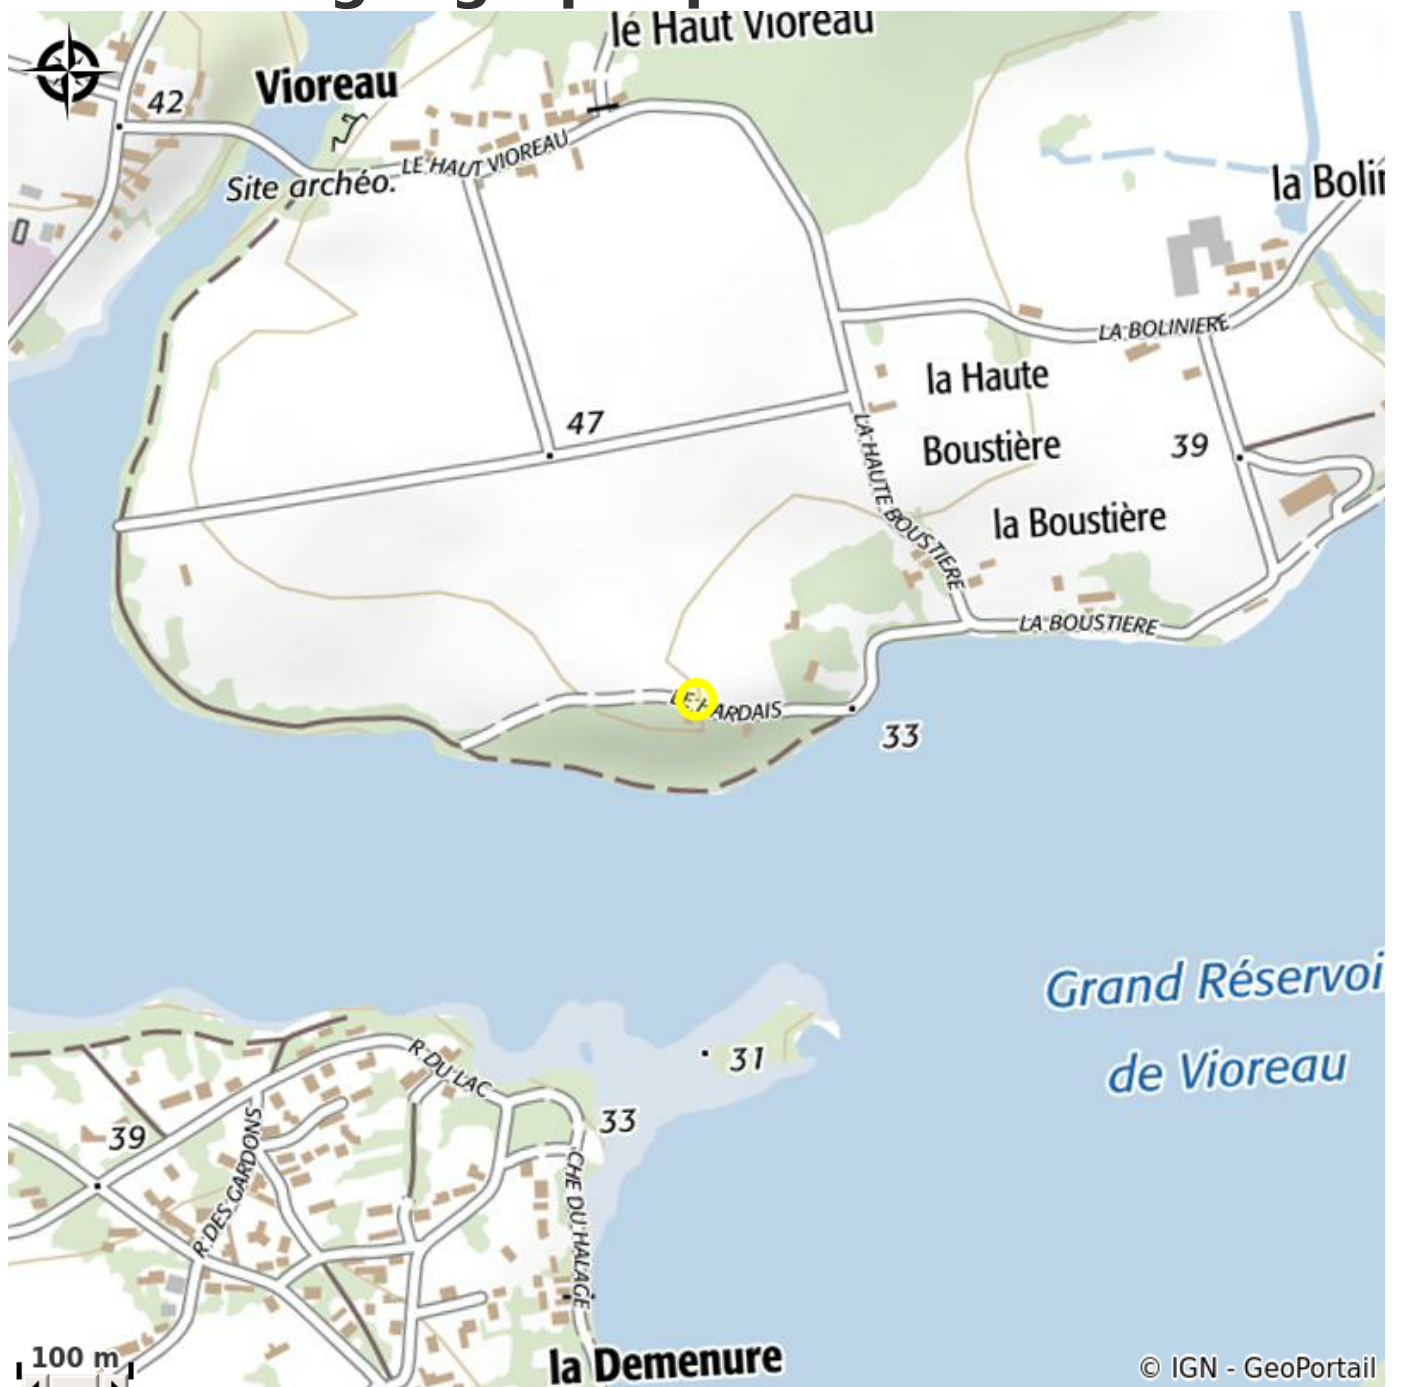 le Haut Vioreau
Vioreau
42
LE HAUT VIOREAU
Site archéo.
la Bolin
LA BOLINIERE
la Haute
47
Boustière
39
LA HAUTE BOUSTIERE
la Boustière
LA BOUSTIERE
LE HARDAIS
33
Grand Réservoi
de Vioreau
R DU LAC
31
33
39
R DES GARDONS
CHE DU HALAGE
100 m
la Demenure
© IGN - GeoPortail